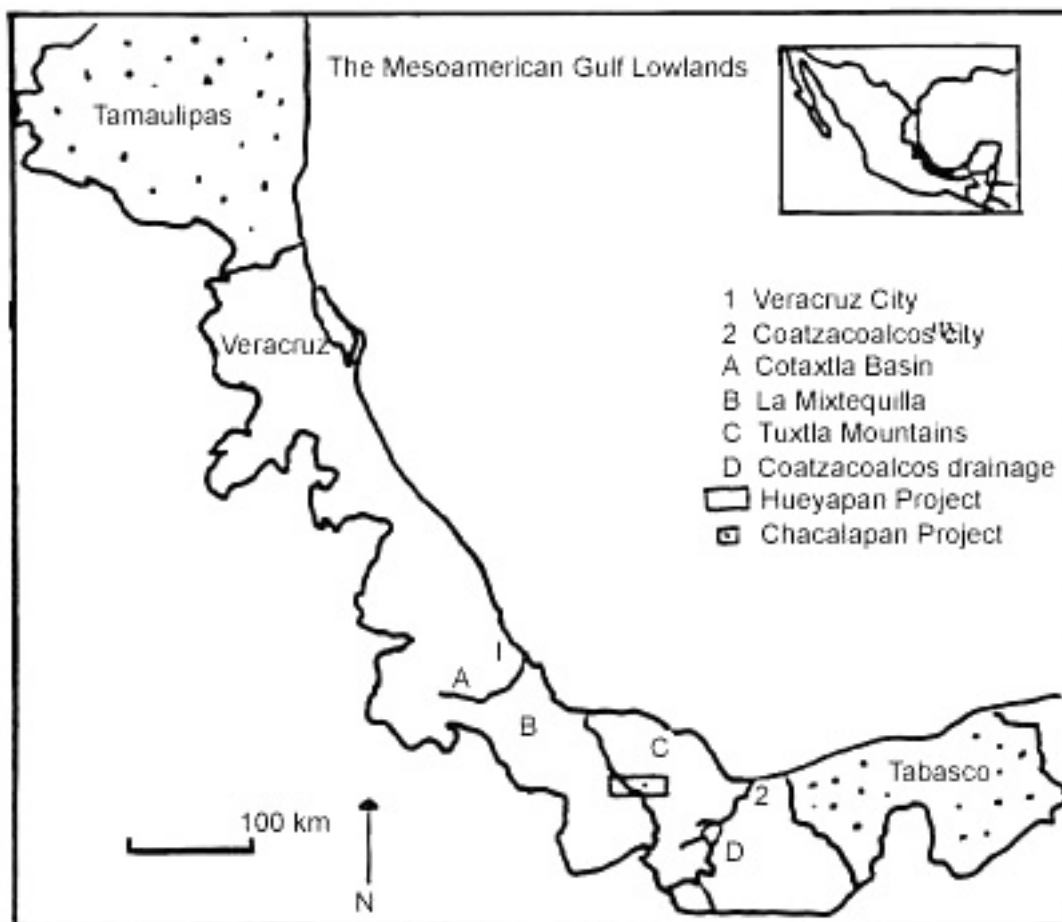 The Mesoamerican Gulf Lowlands
Tamaulipas
Veracruz
1 Veracruz City
2 Coatzacoalcos City
A Cotaxtla Basin
B La Mixtequilla
C Tuxtla Mountains
D Coatzacoalcos drainage
Hueyapan Project
Chacalapan Project
1
A
B
C
2
Tabasco
D
100 km
N